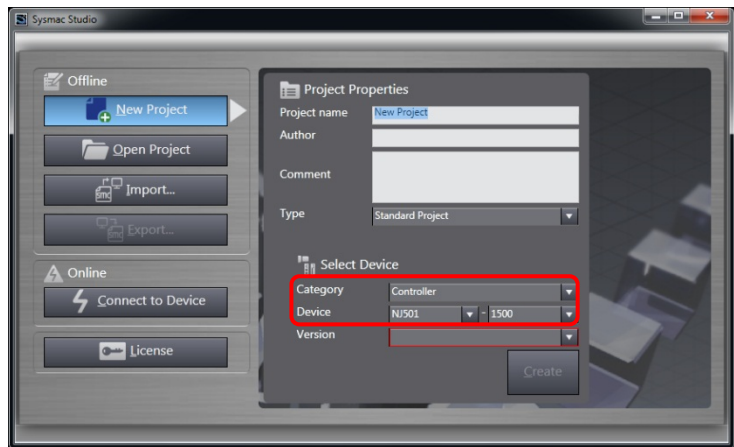 Sysmac Studio
Offline
New Project
Open Project
Import...
Export...
Online
Connect to Device
License
Project Properties
Project name New Project
Author
Comment
Type Standard Project
Select Device
Category Controller
Device NJ501 - 1500
Version
Create